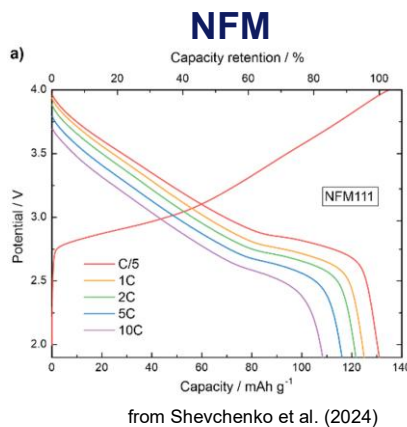 NFM
a)
Capacity retention / %
0 20 40 60 80 100
4.0
3.5
3.0
2.5
2.0
Potential / V
NFM111
C/5
1C
2C
5C
10C
0 20 40 60 80 100 120 140
Capacity / mAh g⁻¹
from Shevchenko et al. (2024)